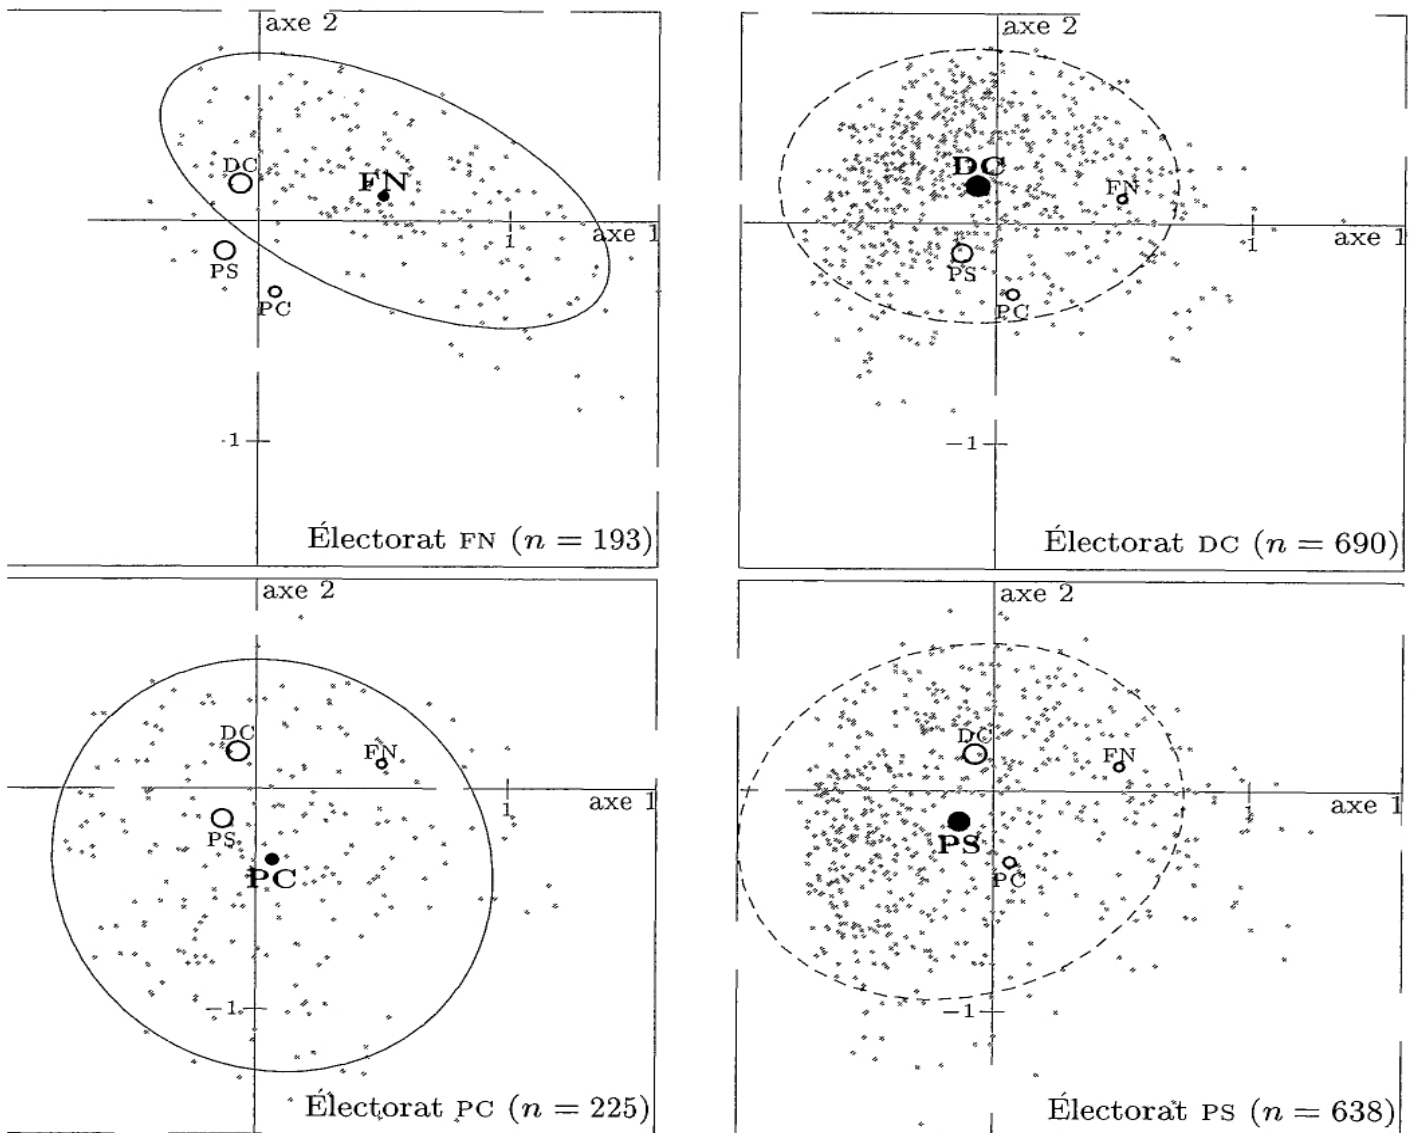 axe 2
DC
FN
axe 1
1
PS
PC
-1
Électorat FN (n = 193)
axe 2
DC
FN
axe 1
1
PS
PC
−1
Électorat DC (n = 690)
axe 2
DC
FN
axe 1
1
PS
PC
−1
Électorat PC (n = 225)
axe 2
DC
FN
axe 1
1
PS
PC
−1
Électorat PS (n = 638)